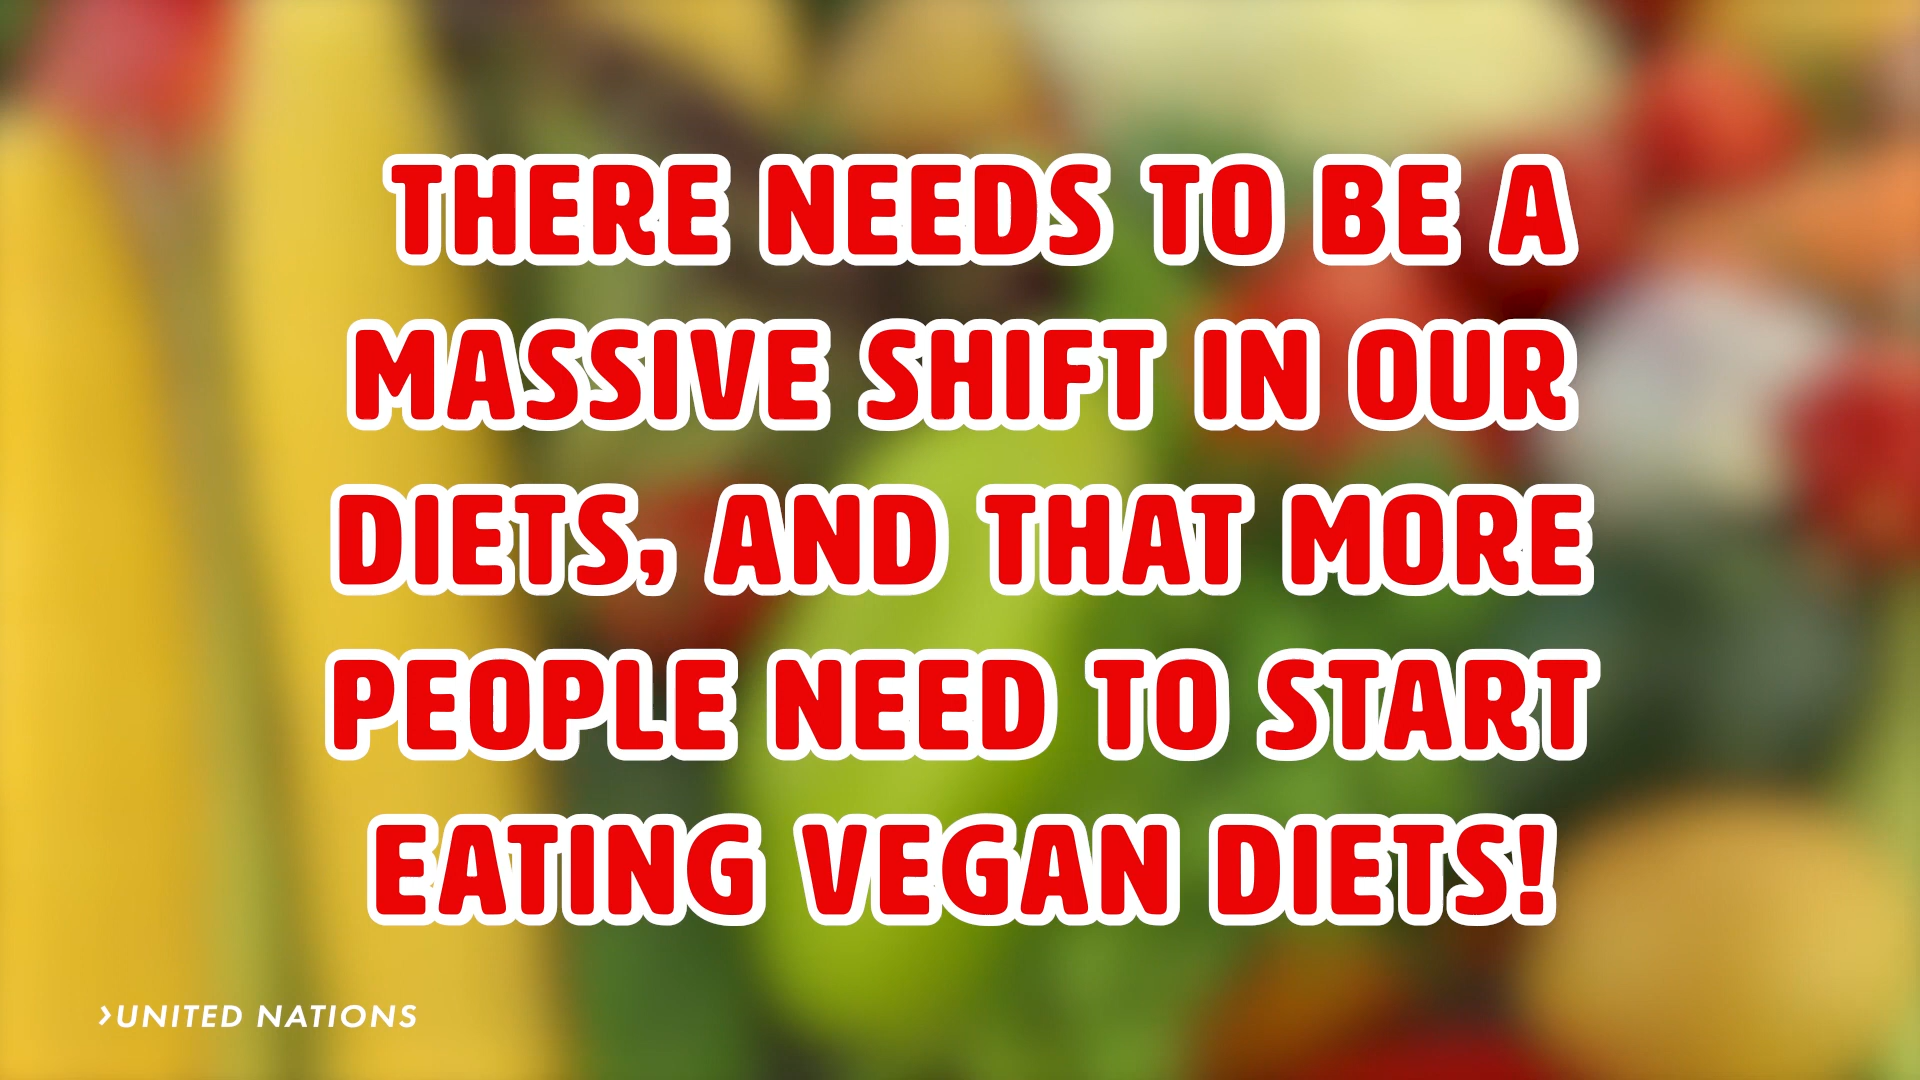 THERE NEEDS TO BE A
MASSIVE SHIFT IN OUR
DIETS, AND THAT MORE
PEOPLE NEED TO START
EATING VEGAN DIETS!
›UNITED NATIONS